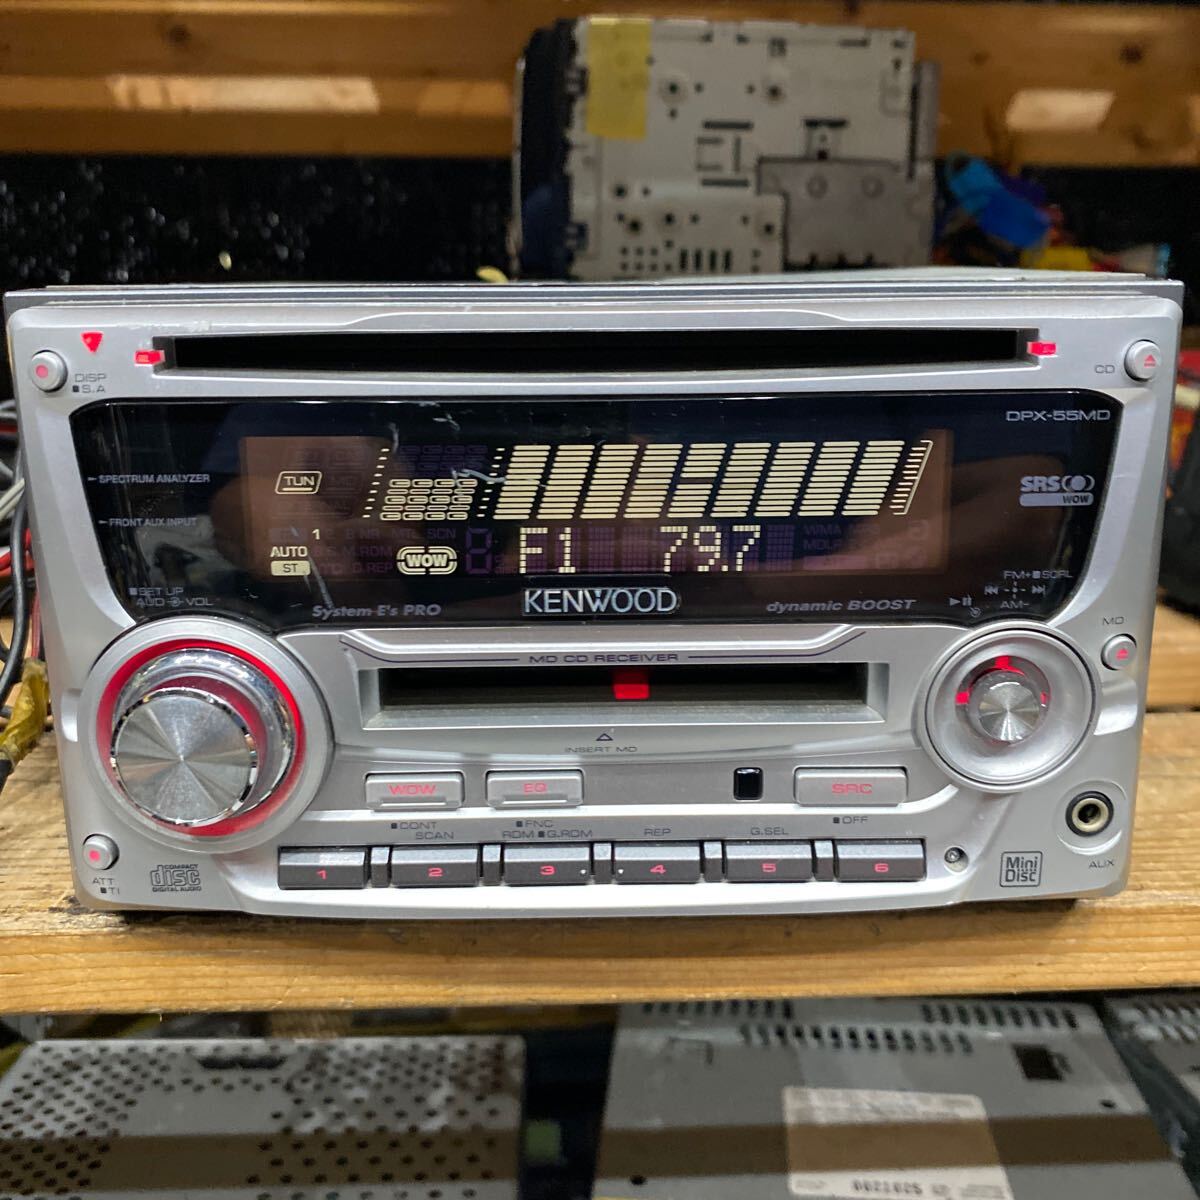 DISP
■S.A
CD
DPX-55MD
SPECTRUM ANALYZER
FRONT AUX INPUT
TUN
SRS
WOW
1
AUTO
ST
WOW
F1 79.7
■SET UP
AUD VOL
System-E's PRO
KENWOOD
dynamic BOOST
FM+ ■SCRL
AM-
MD
MD CD RECEIVER
INSERT MD
WOW
EQ
SRC
■CONT
SCAN
■FNC
RDM ■G.RDM
REP
G.SEL
■OFF
1
2
3
4
5
6
ATT
■TI
COMPACT
disc
DIGITAL AUDIO
Mini
Disc
AUX